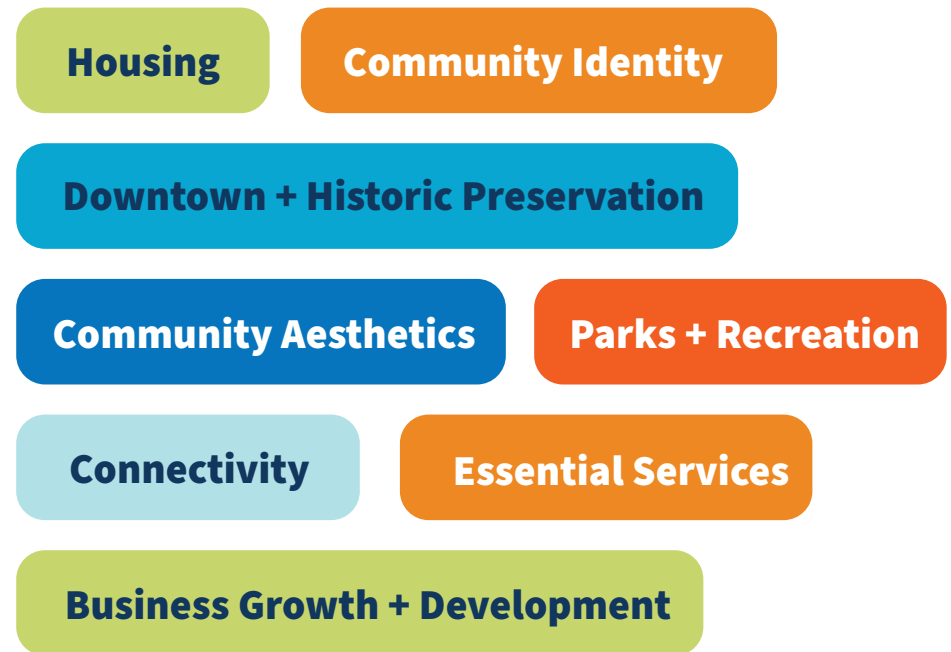 Housing
Community Identity
Downtown + Historic Preservation
Community Aesthetics
Parks + Recreation
Connectivity
Essential Services
Business Growth + Development